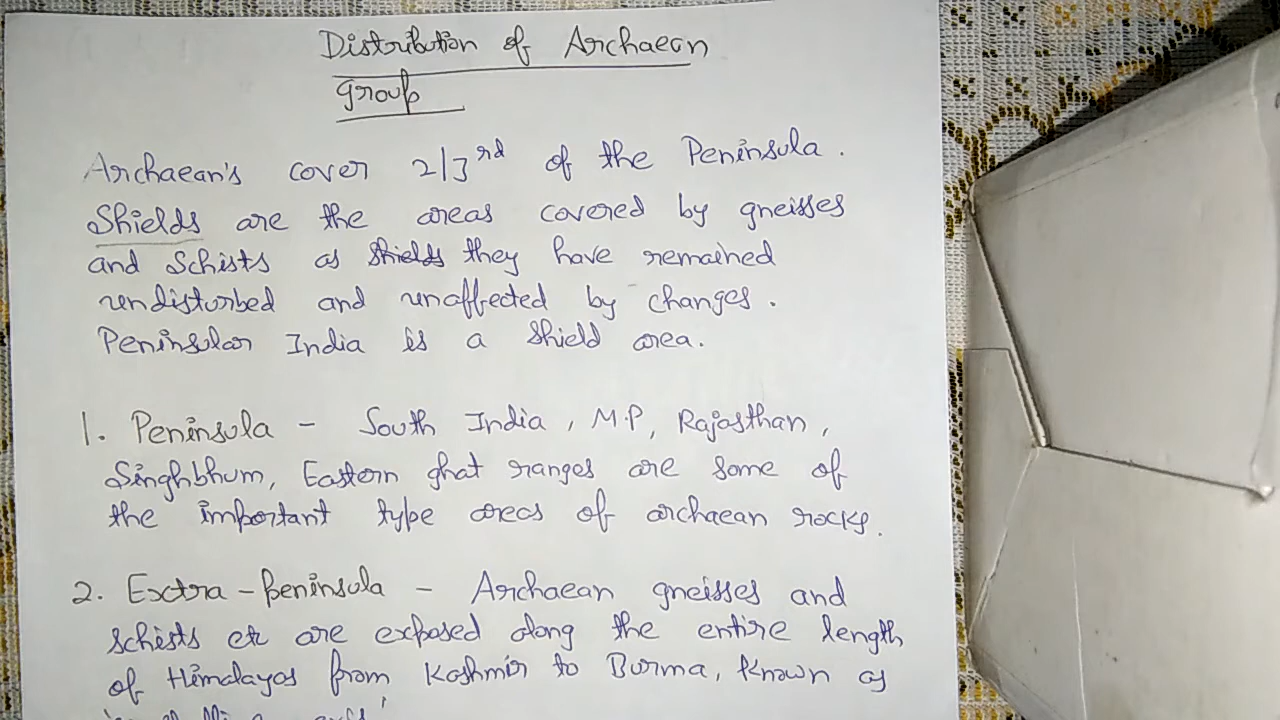 Distribution of Archaean
group
Archaean's cover 2/3rd of the Peninsula.
Shields are the areas covered by gneisses
and Schists as shields they have remained
undisturbed and unaffected by changes.
Peninsular India is a shield area.
1. Peninsula - South India, M.P, Rajasthan,
Singhbhum, Eastern ghat ranges are some of
the important type areas of archaean rocks.
2. Extra-peninsula - Archaean gneisses and
schists etc are exposed along the entire length
of Himalayas from Kashmir to Burma, known as